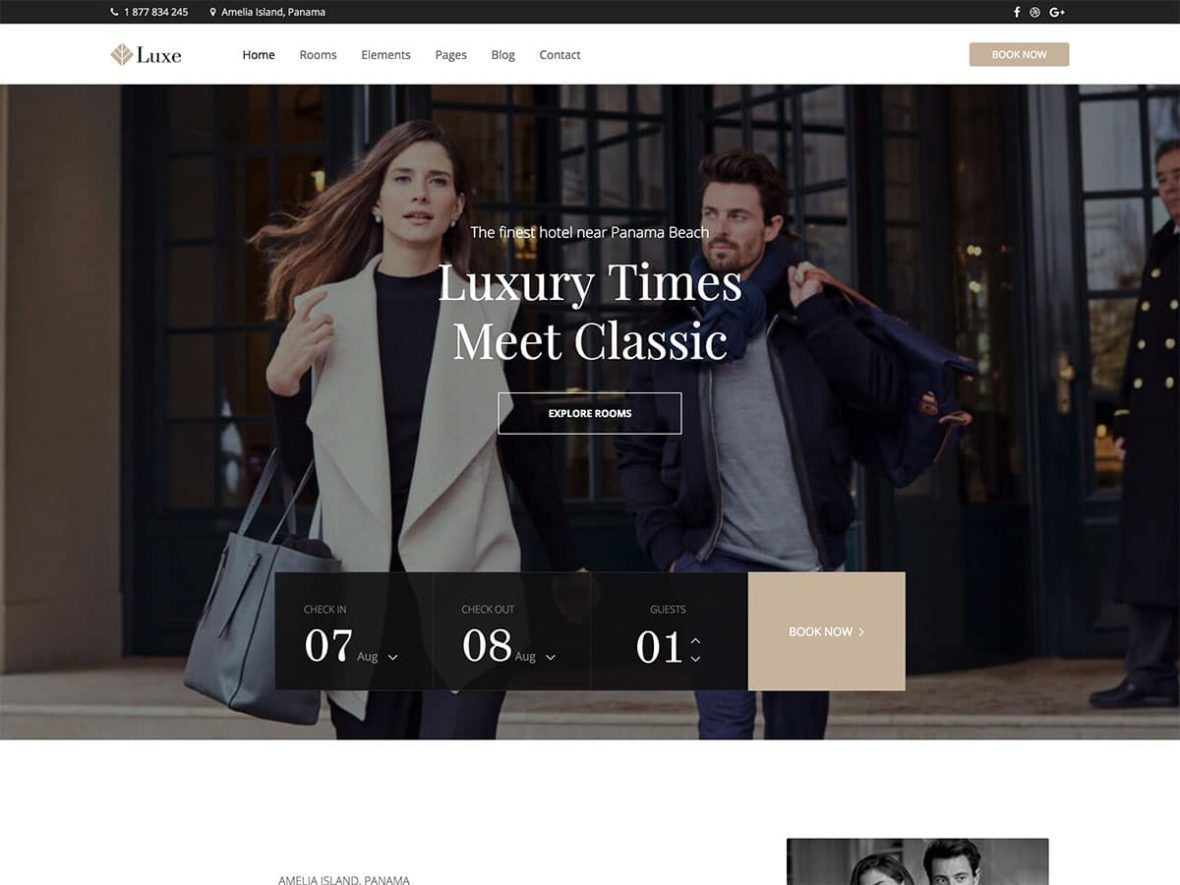 1 877 834 245 Amelia Island, Panama G+
Luxe Home Rooms Elements Pages Blog Contact BOOK NOW
The finest hotel near Panama Beach
Luxury Times
Meet Classic
EXPLORE ROOMS
CHECK IN CHECK OUT GUESTS
07 Aug 08 Aug 01 BOOK NOW
AMELIA ISLAND, PANAMA